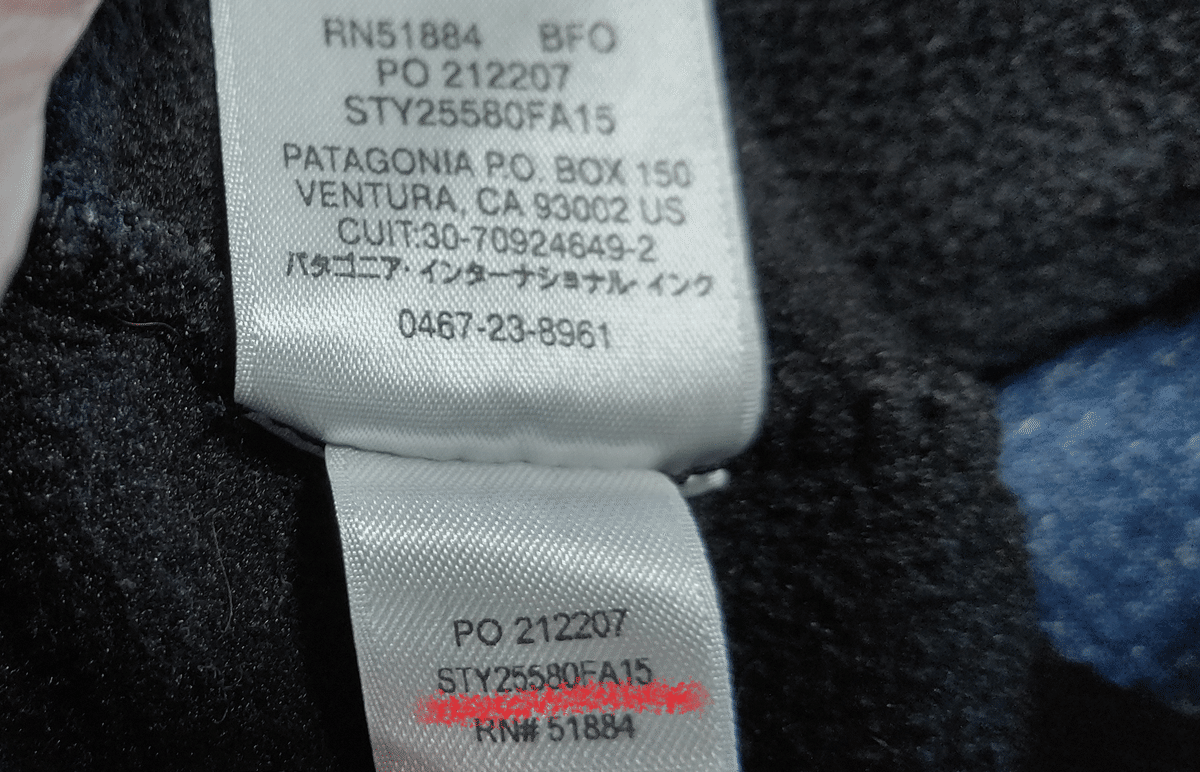 RN51884 BFO
PO 212207
STY25580FA15
PATAGONIA P.O. BOX 150
VENTURA, CA 93002 US
CUIT:30-70924649-2
パタゴニア・インターナショナル・インク
0467-23-8961
PO 212207
STY25580FA15
RN# 51884